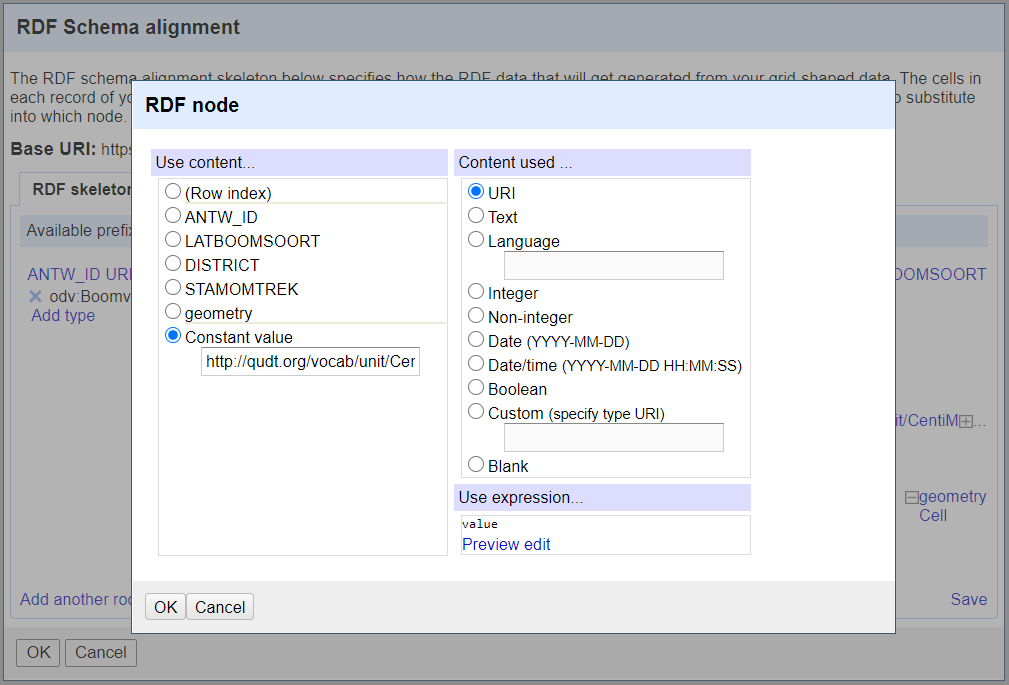 RDF Schema alignment
The RDF schema alignment skeleton below specifies how the RDF data that will get generated from your grid-shaped data. The cells in
each record of yo
o substitute
into which node.
Base URI: https
RDF skeleton
Available prefix
ANTW_ID URI
OOMSOORT
odv:Boomv
Add type
it/CentiM...
geometry
Cell
Add another roo
Save
OK Cancel
RDF node
Use content...
(Row index)
ANTW_ID
LATBOOMSOORT
DISTRICT
STAMOMTREK
geometry
Constant value
http://qudt.org/vocab/unit/Cer
Content used ...
URI
Text
Language
Integer
Non-integer
Date (YYYY-MM-DD)
Date/time (YYYY-MM-DD HH:MM:SS)
Boolean
Custom (specify type URI)
Blank
Use expression...
value
Preview edit
OK Cancel